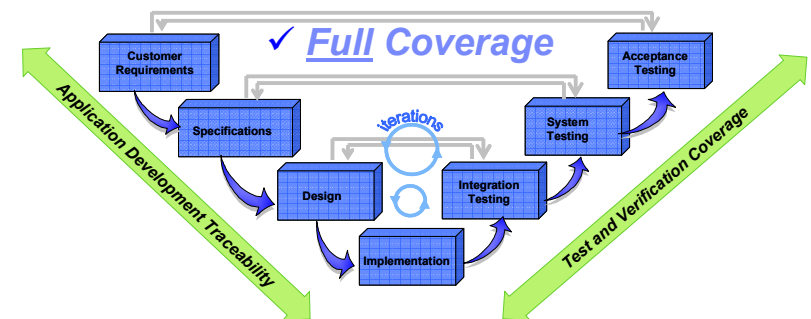 ✓ Full Coverage
Customer
Requirements
Acceptance
Testing
Specifications
System
Testing
iterations
Design
Integration
Testing
Implementation
Application Development Traceability
Test and Verification Coverage